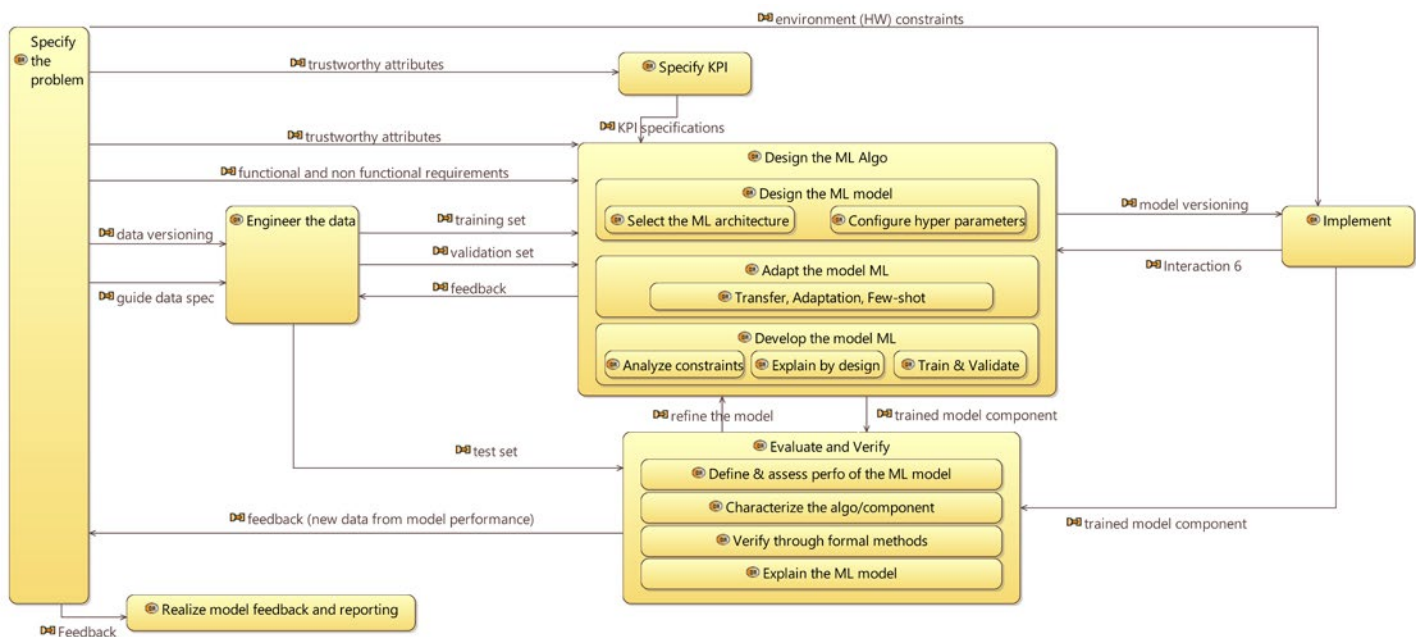 environment (HW) constraints
Specify
the
problem
trustworthy attributes
Specify KPI
KPI specifications
trustworthy attributes
Design the ML Algo
functional and non functional requirements
Design the ML model
Select the ML architecture
Configure hyper parameters
model versioning
Implement
Engineer the data
training set
data versioning
validation set
Interaction 6
Adapt the model ML
feedback
guide data spec
Transfer, Adaptation, Few-shot
Develop the model ML
Analyze constraints
Explain by design
Train & Validate
refine the model
trained model component
Evaluate and Verify
test set
Define & assess perfo of the ML model
Characterize the algo/component
feedback (new data from model performance)
trained model component
Verify through formal methods
Explain the ML model
Realize model feedback and reporting
Feedback